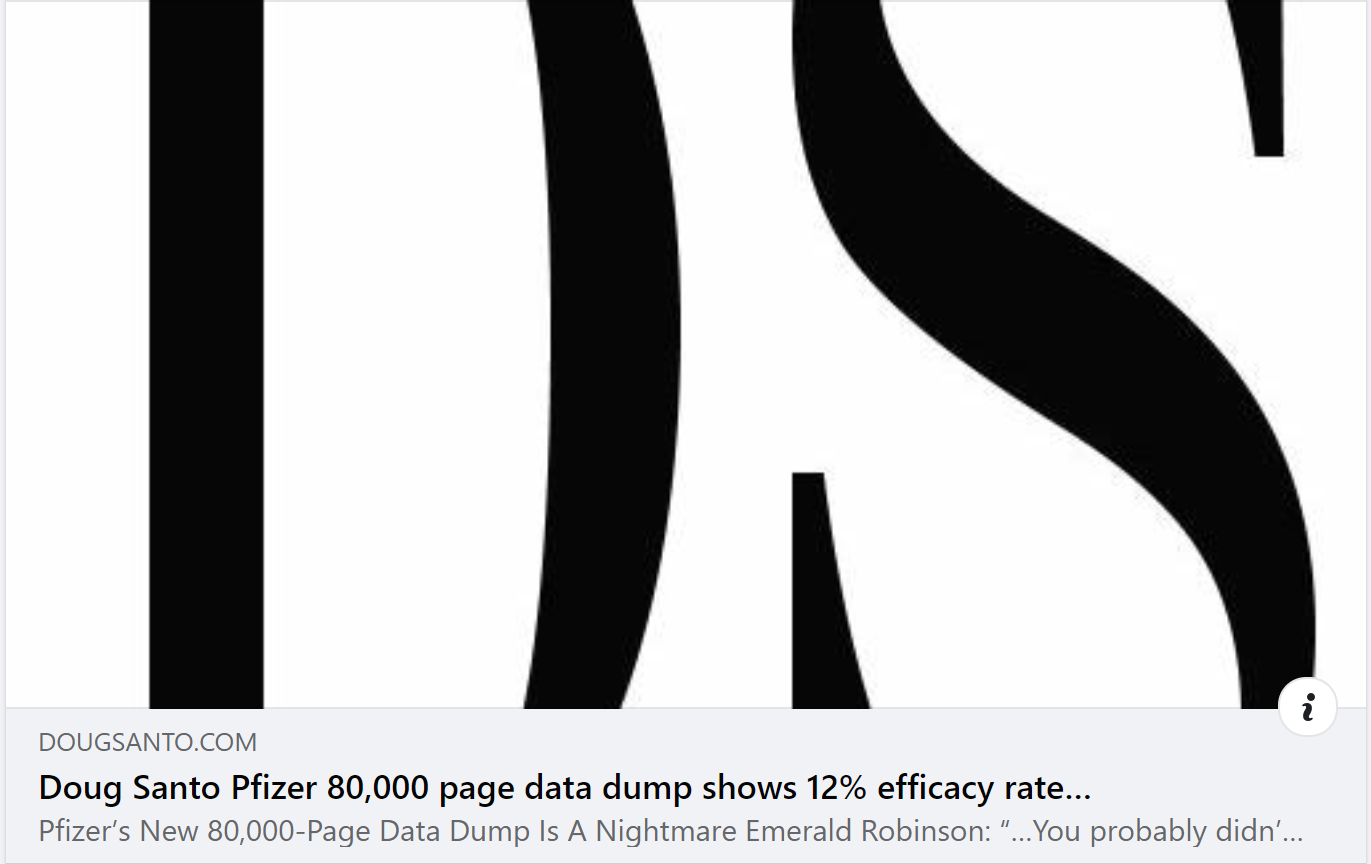 DS
DOUGSANTO.COM
Doug Santo Pfizer 80,000 page data dump shows 12% efficacy rate...
Pfizer’s New 80,000-Page Data Dump Is A Nightmare Emerald Robinson: “...You probably didn’...